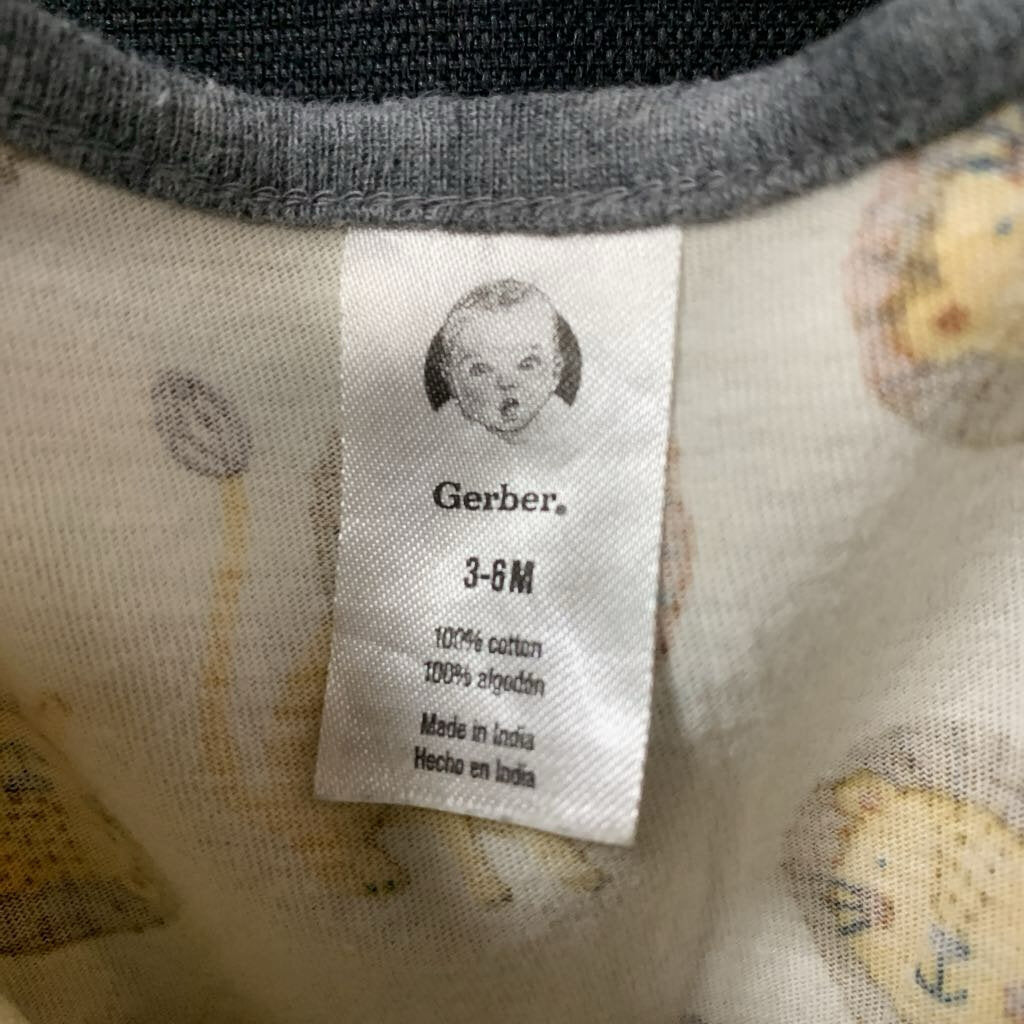 Gerber®
3-6M
100% cotton
100% algodón
Made in India
Hecho en India